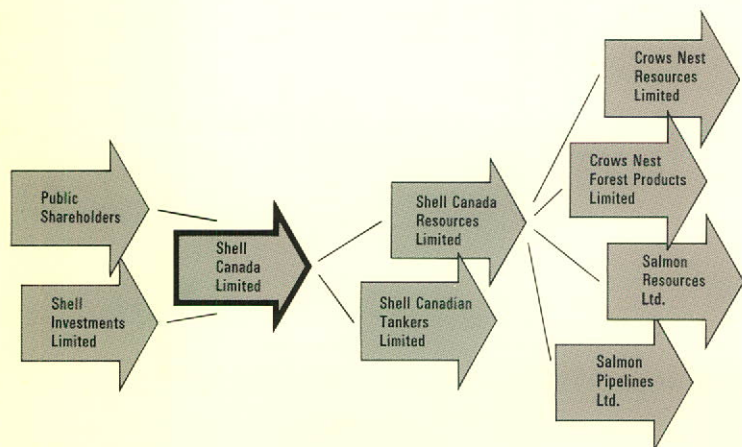 Public
Shareholders
Shell
Investments
Limited
Shell
Canada
Limited
Shell Canada
Resources
Limited
Shell Canadian
Tankers
Limited
Crows Nest
Resources
Limited
Crows Nest
Forest Products
Limited
Salmon
Resources
Ltd.
Salmon
Pipelines
Ltd.